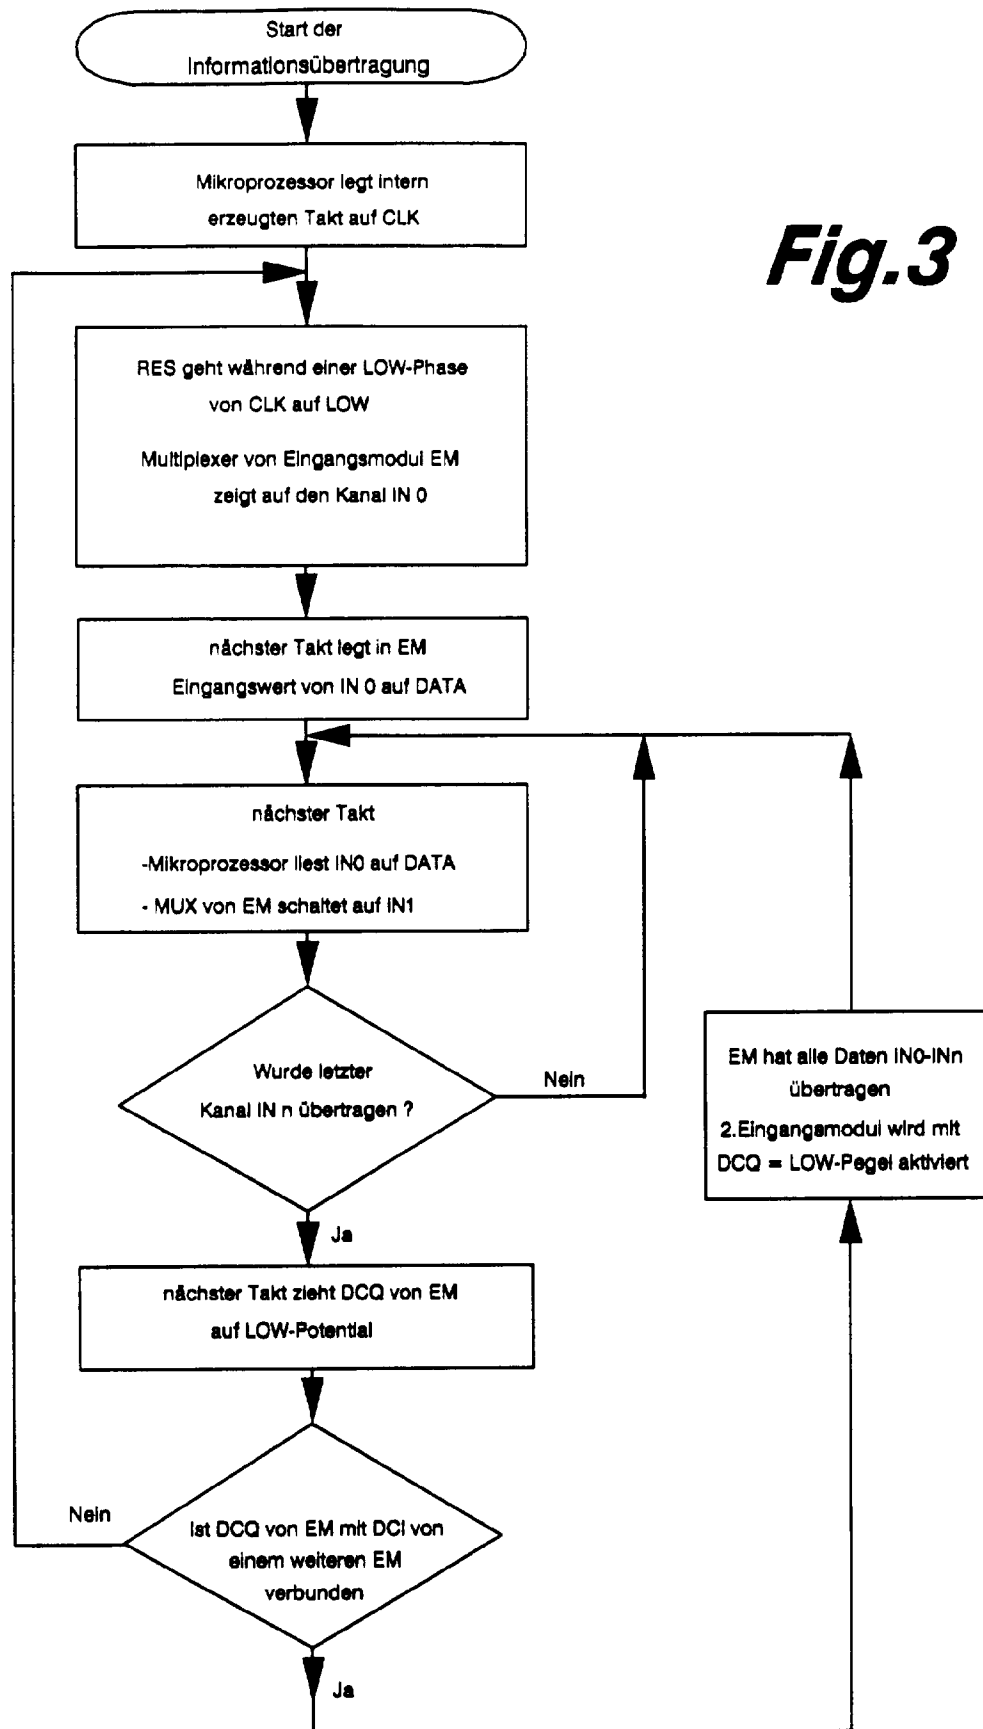 Start der
Informationsübertragung
Mikroprozessor legt intern
erzeugten Takt auf CLK
Fig.3
RES geht während einer LOW-Phase
von CLK auf LOW
Multiplexer von Eingangsmodul EM
zeigt auf den Kanal IN 0
nächster Takt legt in EM
Eingangswert von IN 0 auf DATA
nächster Takt
-Mikroprozessor liest IN0 auf DATA
- MUX von EM schaltet auf IN1
Wurde letzter
Kanal IN n übertragen ?
Nein
EM hat alle Daten IN0-INn
übertragen
2.Eingangsmodul wird mit
DCQ = LOW-Pegel aktiviert
Ja
nächster Takt zieht DCQ von EM
auf LOW-Potential
Nein
Ist DCQ von EM mit DCI von
einem weiteren EM
verbunden
Ja